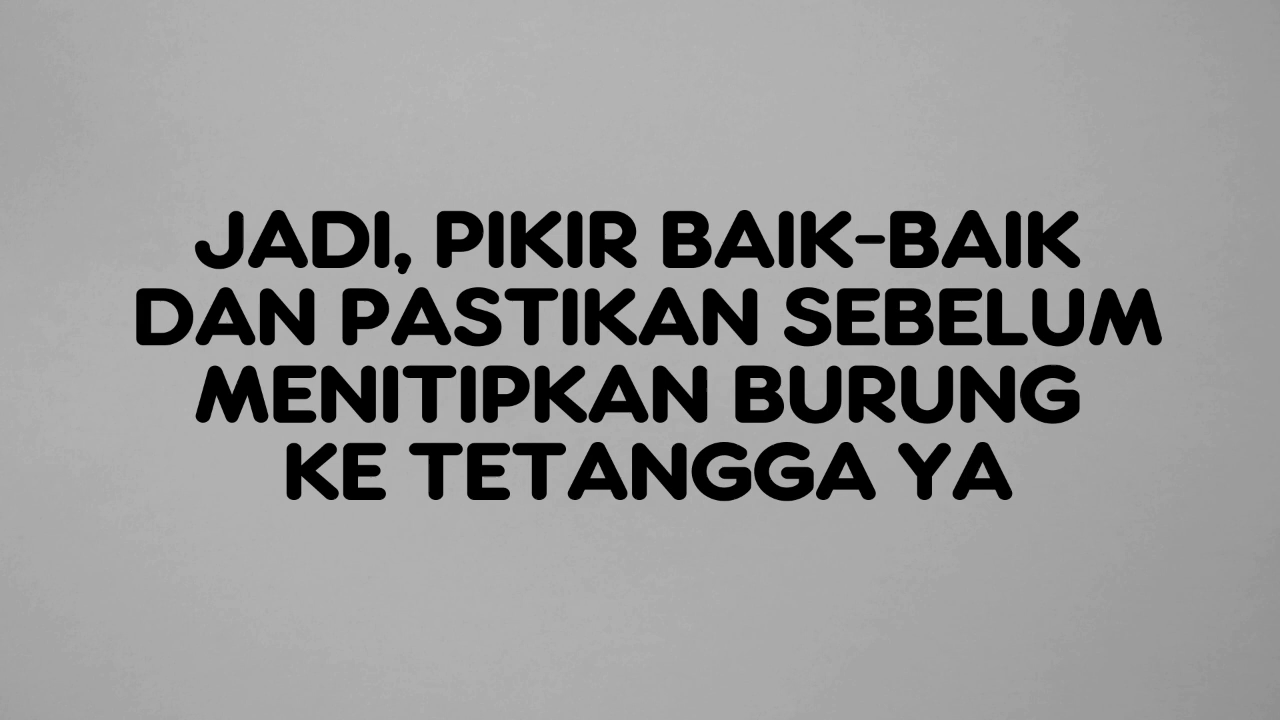 JADI, PIKIR BAIK-BAIK
DAN PASTIKAN SEBELUM
MENITIPKAN BURUNG
KE TETANGGA YA